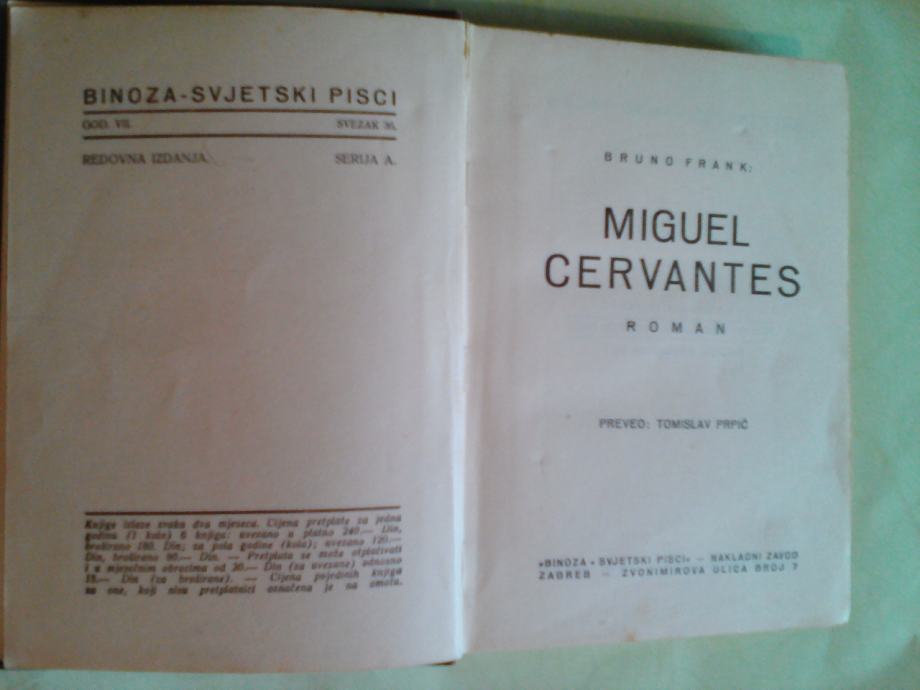 BINOZA-SVJETSKI PISCI
GOD. VII. SVEZAK 36.
REDOVNA IZDANJA. SERIJA A.
Knjige izlaze svaka dva mjeseca. Cijena pretplate za jednu
godinu (1 kolo) 6 knjiga: uvezano u platno 240.— Din,
broširano 180. Din; za pola godine (kola); uvezano 120.—
Din, broširano 90.— Din. — Pretplata se može otplaćivati
i u mjesečnim obrocima od 20.— Din (za uvezane) odnosno
15.— Din (za broširane). — Cijena pojedinih knjiga
za one, koji nisu pretplatnici označena je na omotu.
BRUNO FRANK:
MIGUEL
CERVANTES
ROMAN
PREVEO: TOMISLAV PRPIČ
»BINOZA« SVJETSKI PISCI« — NAKLADNI ZAVOD
ZAGREB — ZVONIMIROVA ULICA BROJ 7